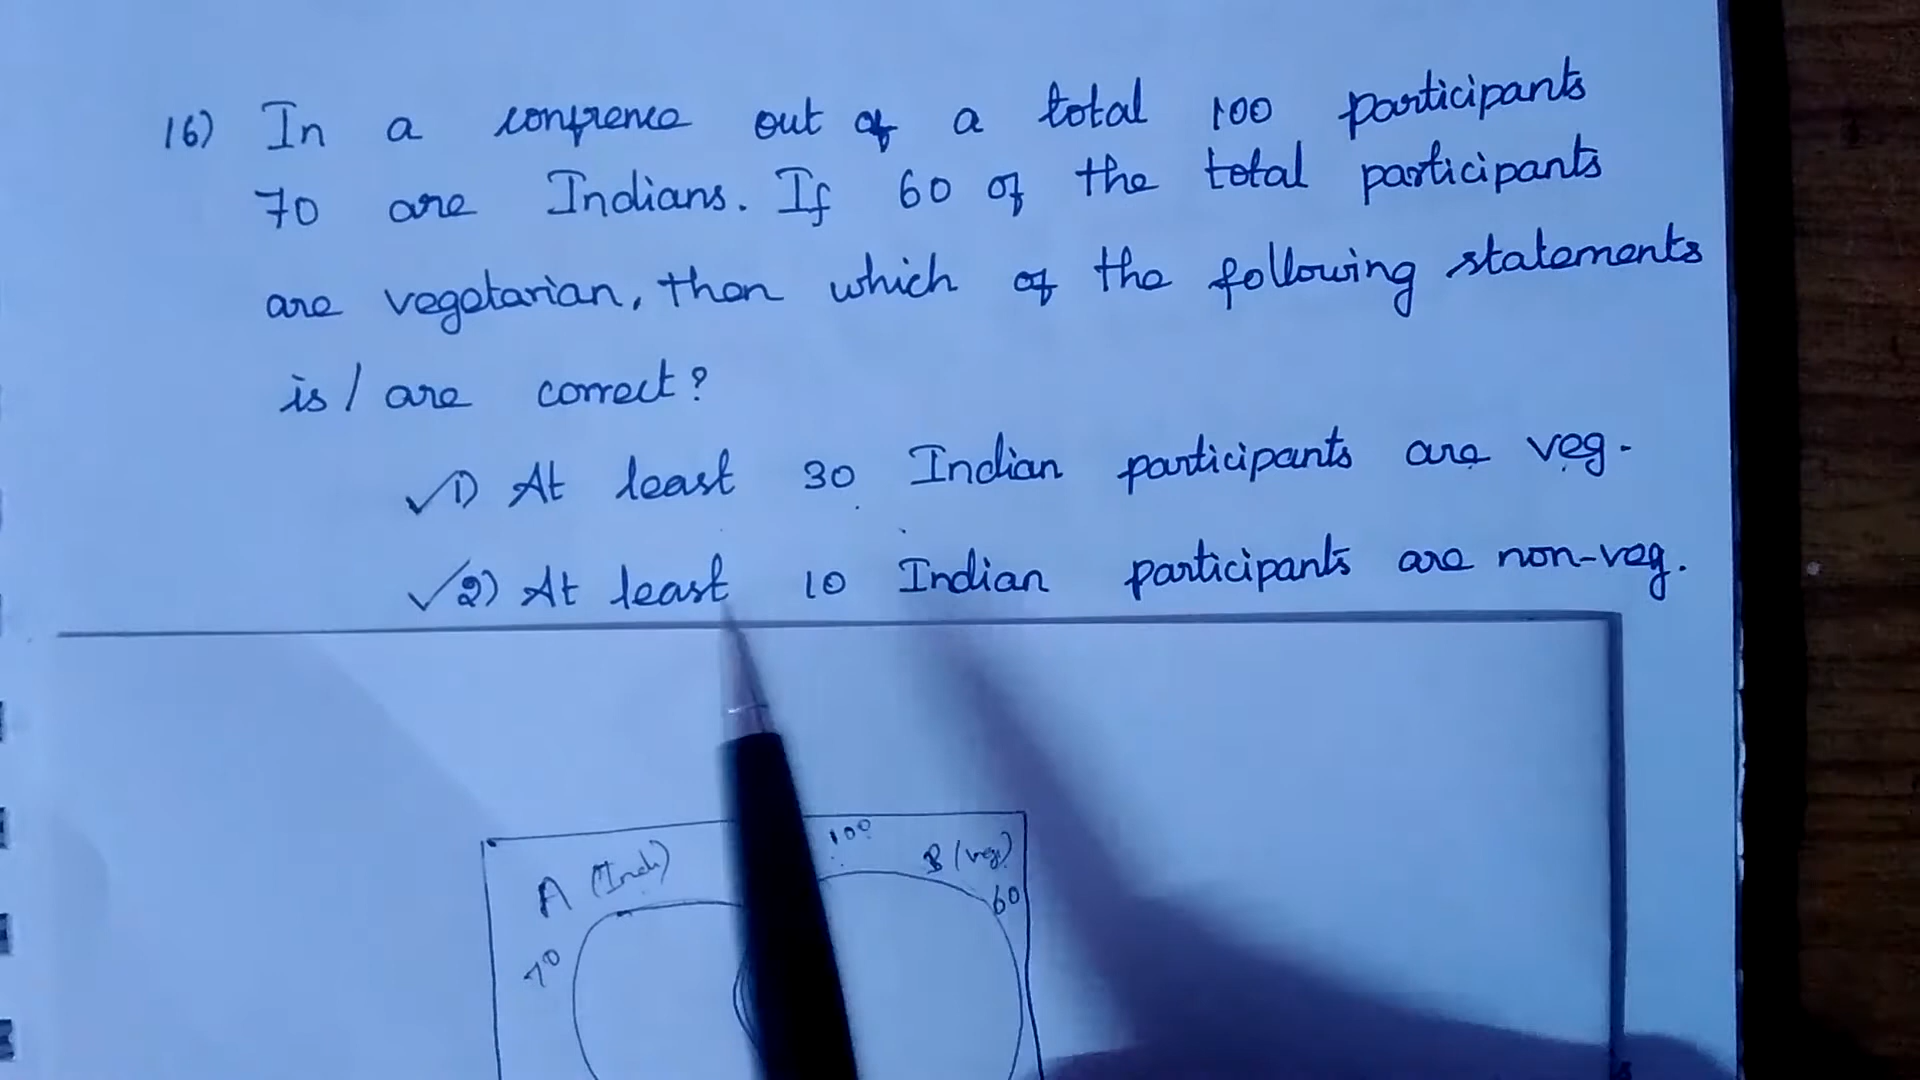 16) In a confrence out of a total 100 participants
70 are Indians. If 60 of the total participants
are vegetarian, then which of the following statements
is / are correct?
✓1) At least 30 Indian participants are veg.
✓2) At least 10 Indian participants are non-veg.
100
A (Ind) B (veg)
70 60